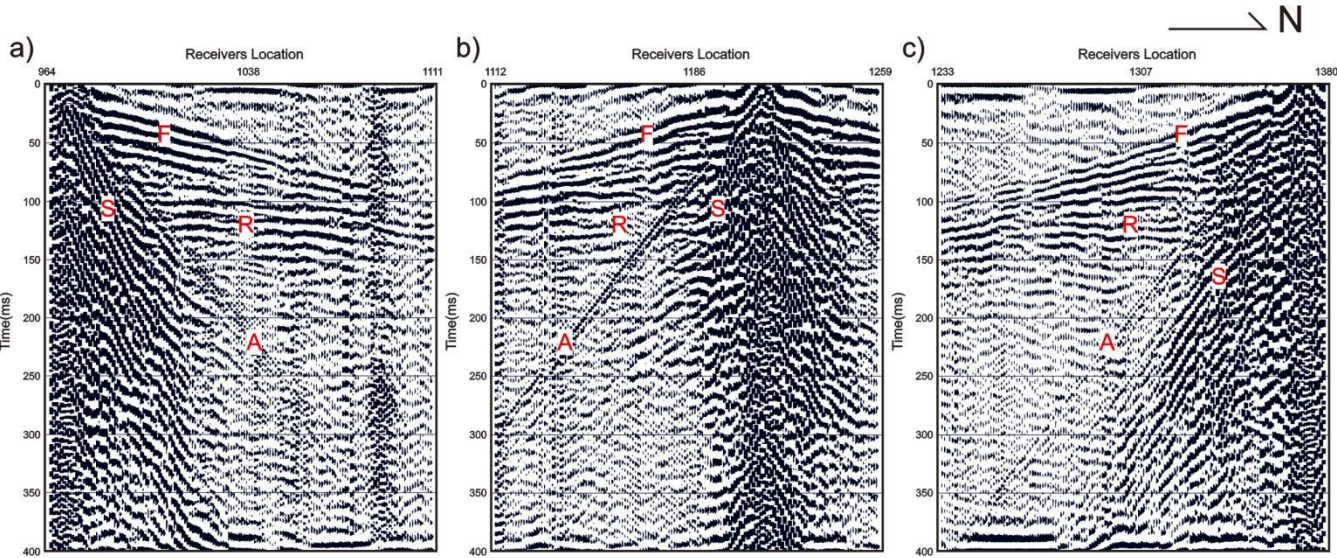 N
a)
Receivers Location
964 1038 1111
0
50
100
150
200
250
300
350
400
Time(ms)
F
S
R
A
b)
Receivers Location
1112 1186 1259
0
50
100
150
200
250
300
350
400
Time(ms)
F
S
R
A
c)
Receivers Location
1233 1307 1380
0
50
100
150
200
250
300
350
400
Time(ms)
F
R
S
A